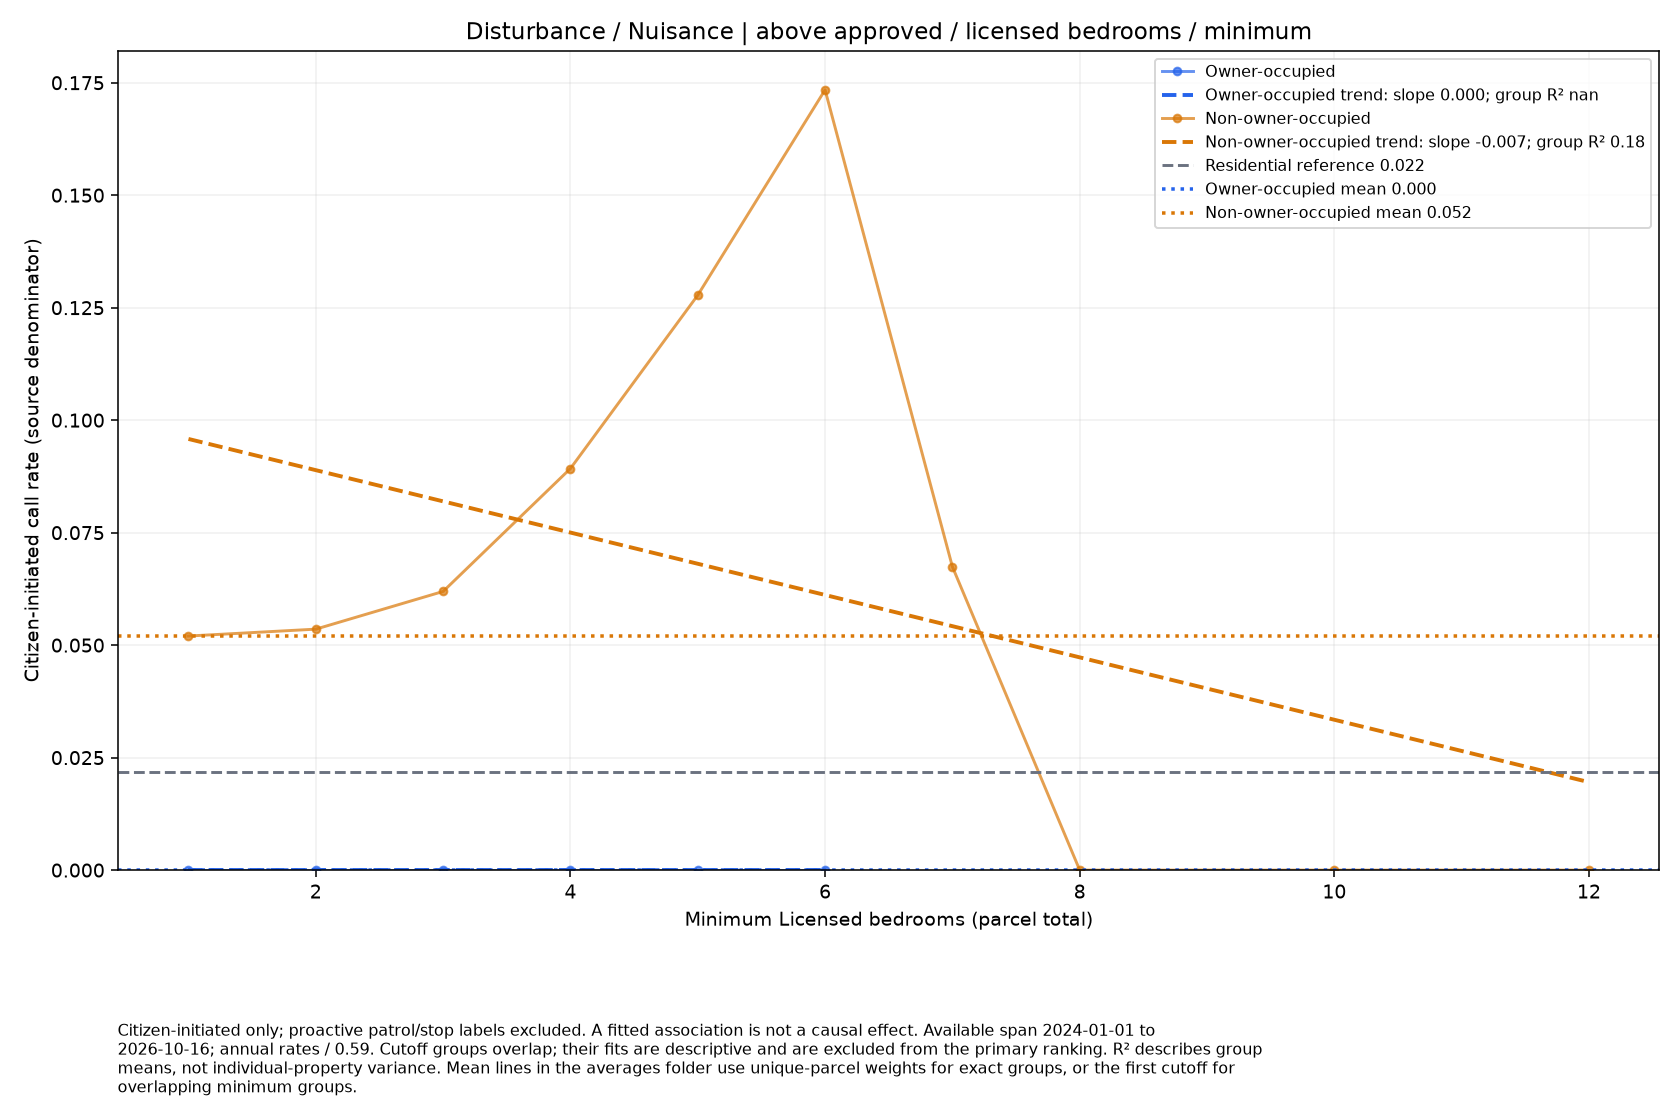 Disturbance / Nuisance | above approved / licensed bedrooms / minimum
Owner-occupied
Owner-occupied trend: slope 0.000; group R² nan
Non-owner-occupied
Non-owner-occupied trend: slope -0.007; group R² 0.18
Residential reference 0.022
Owner-occupied mean 0.000
Non-owner-occupied mean 0.052
Citizen-initiated call rate (source denominator)
0.175
0.150
0.125
0.100
0.075
0.050
0.025
0.000
2 4 6 8 10 12
Minimum Licensed bedrooms (parcel total)
Citizen-initiated only; proactive patrol/stop labels excluded. A fitted association is not a causal effect. Available span 2024-01-01 to
2026-10-16; annual rates / 0.59. Cutoff groups overlap; their fits are descriptive and are excluded from the primary ranking. R² describes group
means, not individual-property variance. Mean lines in the averages folder use unique-parcel weights for exact groups, or the first cutoff for
overlapping minimum groups.